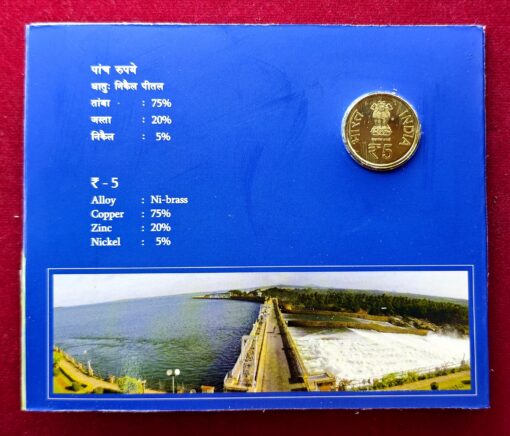 पांच रुपये
धातुः निकैल पीतल
तांबा : 75%
जस्ता : 20%
निकैल : 5%
₹ - 5
Alloy : Ni-brass
Copper : 75%
Zinc : 20%
Nickel : 5%
भारत
INDIA
₹ 5